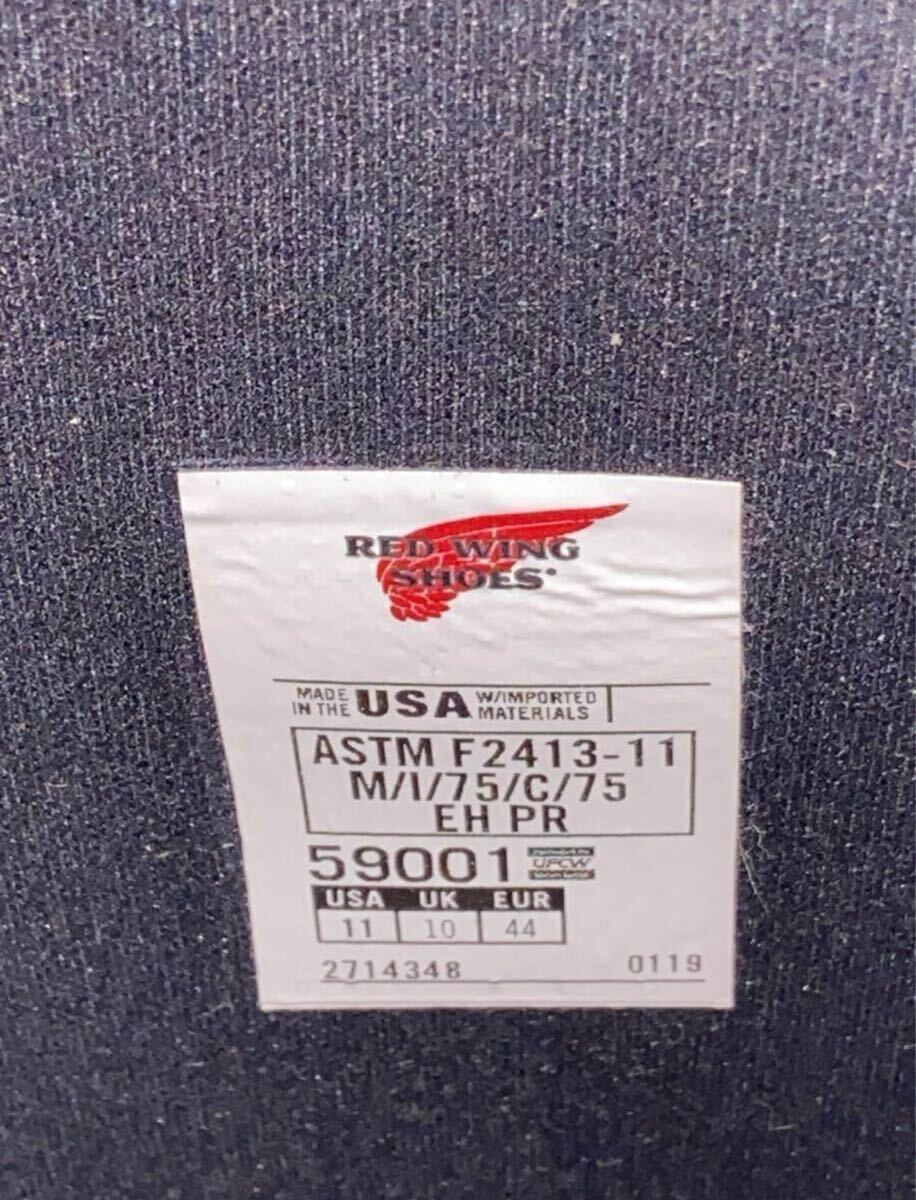 RED WING
SHOES
MADE
IN THE
USA
W/IMPORTED
MATERIALS
ASTM F2413-11
M/I/75/C/75
EH PR
59001
UFCW
USA UK EUR
11 10 44
2714348 0119